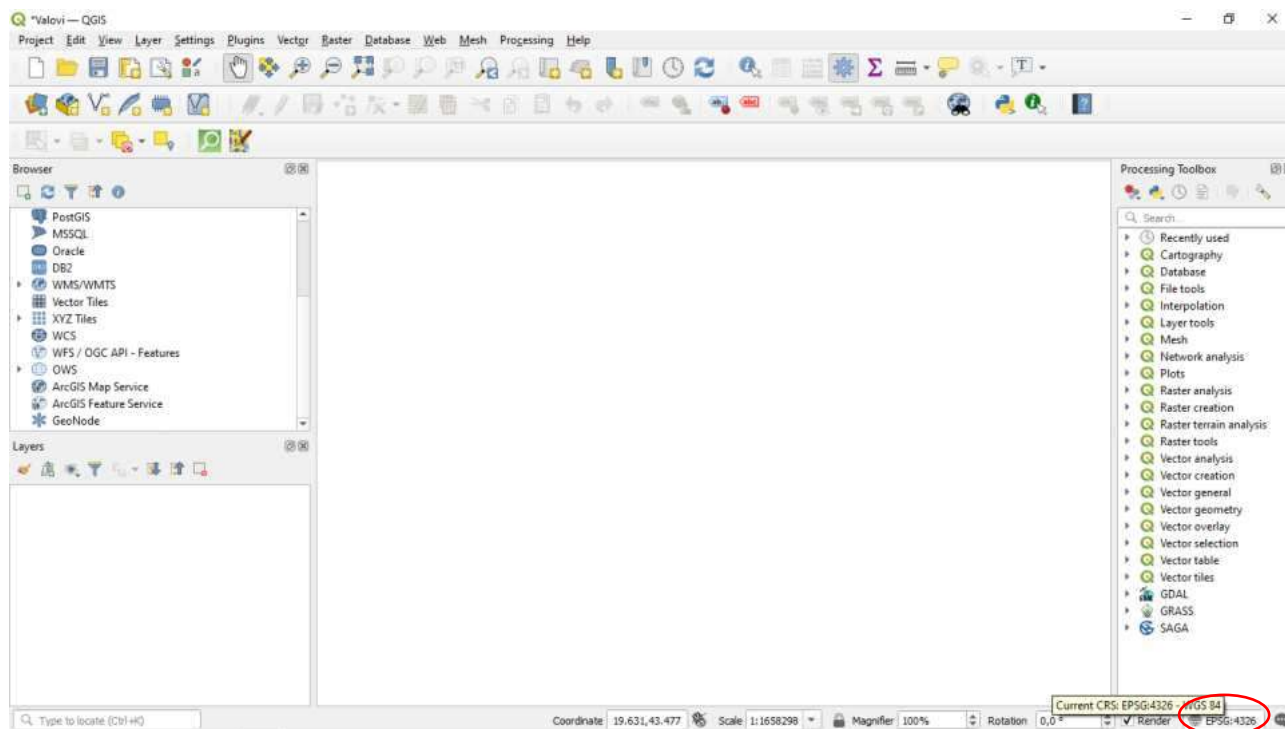 *Valovi — QGIS
Project Edit View Layer Settings Plugins Vector Raster Database Web Mesh Processing Help
Browser
PostGIS
MSSQL
Oracle
DB2
WMS/WMTS
Vector Tiles
XYZ Tiles
WCS
WFS / OGC API - Features
OWS
ArcGIS Map Service
ArcGIS Feature Service
GeoNode
Layers
Processing Toolbox
Search...
Recently used
Cartography
Database
File tools
Interpolation
Layer tools
Mesh
Network analysis
Plots
Raster analysis
Raster creation
Raster terrain analysis
Raster tools
Vector analysis
Vector creation
Vector general
Vector geometry
Vector overlay
Vector selection
Vector table
Vector tiles
GDAL
GRASS
SAGA
Current CRS: EPSG:4326 - WGS 84
Type to locate (Ctrl+K) Coordinate 19.631,43.477 Scale 1:1658298 Magnifier 100% Rotation 0,0 ° Render EPSG:4326